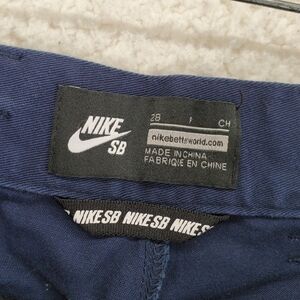 NIKE
SB
28 I CH
nikebetterworld.com
MADE IN CHINA
FABRIQUÉ EN CHINE
NIKE SB NIKE SB NIKE SB